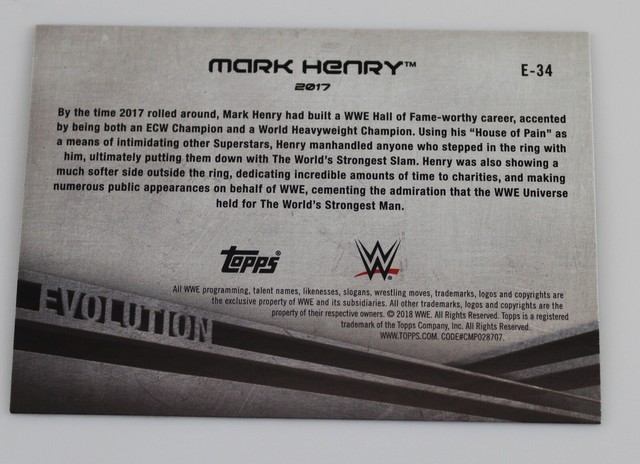 MARK HENRY™
E-34
2017
By the time 2017 rolled around, Mark Henry had built a WWE Hall of Fame-worthy career, accented
by being both an ECW Champion and a World Heavyweight Champion. Using his “House of Pain” as
a means of intimidating other Superstars, Henry manhandled anyone who stepped in the ring with
him, ultimately putting them down with The World’s Strongest Slam. Henry was also showing a
much softer side outside the ring, dedicating incredible amounts of time to charities, and making
numerous public appearances on behalf of WWE, cementing the admiration that the WWE Universe
held for The World’s Strongest Man.
Topps®
W
All WWE programming, talent names, likenesses, slogans, wrestling moves, trademarks, logos and copyrights are
the exclusive property of WWE and its subsidiaries. All other trademarks, logos and copyrights are the
property of their respective owners. © 2018 WWE. All Rights Reserved. Topps is a registered
trademark of the Topps Company, Inc. All Rights Reserved.
WWW.TOPPS.COM. CODE#CMP028707.
EVOLUTION